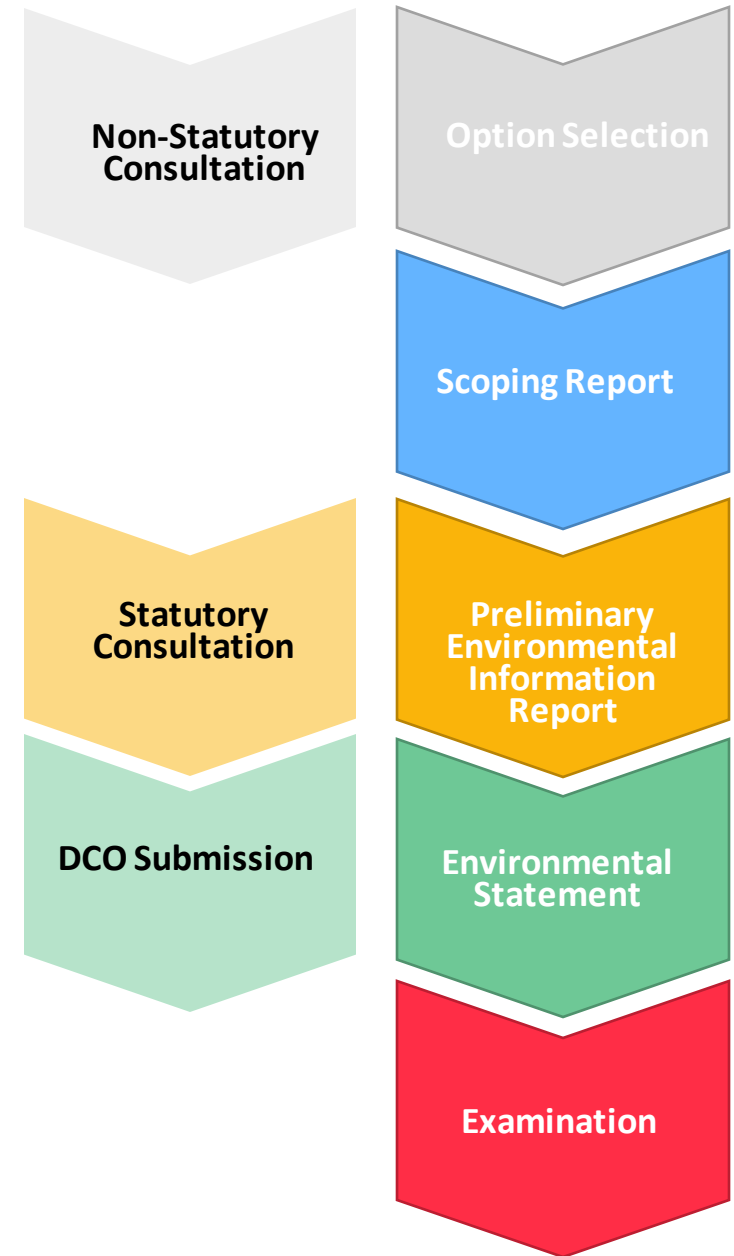 Non-Statutory
Consultation
Option Selection
Scoping Report
Statutory
Consultation
Preliminary
Environmental
Information
Report
DCO Submission
Environmental
Statement
Examination